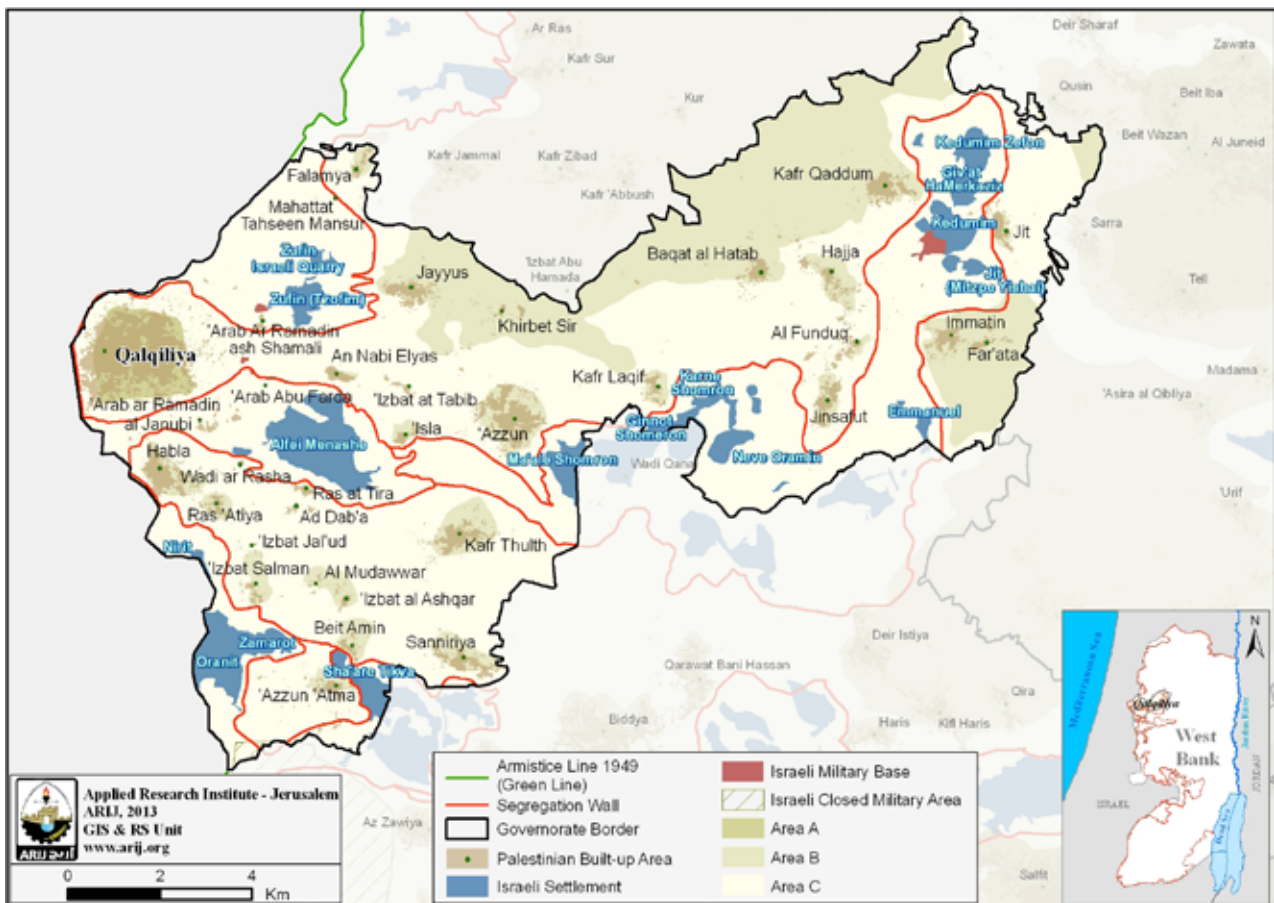 Ar Ras
Deir Sharaf
Kafr Sur
Zawata
Kur
Qusin
Beit Iba
Beit Wazan
Al Juneid
Kafr Jammal
Kafr Zibad
Kafr 'Abbush
Kedumim Zefon
Giv'at
HaMerkaziz
Falamya
Kafr Qaddum
Mahattat
Tahseen Mansur
Kedumim
Jit
Sarra
Zufin
Israeli Quarry
'Izbat Abu
Hamada
Baqat al Hatab
Hajja
Jayyus
Jit
(Mitzpe Yishai)
Tell
Zufin (Tzofim)
Khirbet Sir
Immatin
'Arab Ar Ramadin
ash Shamali
Al Funduq
Far'ata
Qalqiliya
An Nabi Elyas
Madama
Kafr Laqif
Karne
Shomron
'Arab Abu Farda
'Izbat at Tabib
'Asira al Qibliya
'Arab ar Ramadin
al Janubi
Jinsafut
Emmanuel
Ginnot
Shomeron
'Isla
'Azzun
Alfei Menashe
Habla
Ma'ale Shomron
Wadi Qana
Neve Oramin
Wadi ar Rasha
Ras at Tira
'Urif
Ras 'Atiya
Ad Dab'a
'Izbat Jal'ud
Kafr Thulth
Nirit
'Izbat Salman
Al Mudawwar
'Izbat al Ashqar
Beit Amin
Zamarot
Sanniriya
Deir Istiya
Oranit
Sha'are Tikva
Qarawat Bani Hassan
'Azzun 'Atma
Qira
Biddya
Haris
Kifl Haris
Az Zawiya
Salfit
Applied Research Institute - Jerusalem
ARIJ, 2013
GIS & RS Unit
www.arij.org
ARIJ
0 2 4
Km
Armistice Line 1949
(Green Line)
Segregation Wall
Governorate Border
Palestinian Built-up Area
Israeli Settlement
Israeli Military Base
Israeli Closed Military Area
Area A
Area B
Area C
N
Mediterranean Sea
Qalqiliya
West
Bank
Jordan River
ISRAEL
JORDAN
Dead Sea